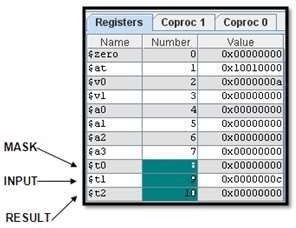 Registers Coproc 1 Coproc 0
Name Number Value
$zero 0 0x00000000
$at 1 0x10010000
$v0 2 0x0000000a
$v1 3 0x00000000
$a0 4 0x00000000
$a1 5 0x00000000
$a2 6 0x00000000
$a3 7 0x00000000
MASK
$t0 0x00000000
INPUT
$t1 9 0x0000000c
$t2 10 0x00000000
RESULT